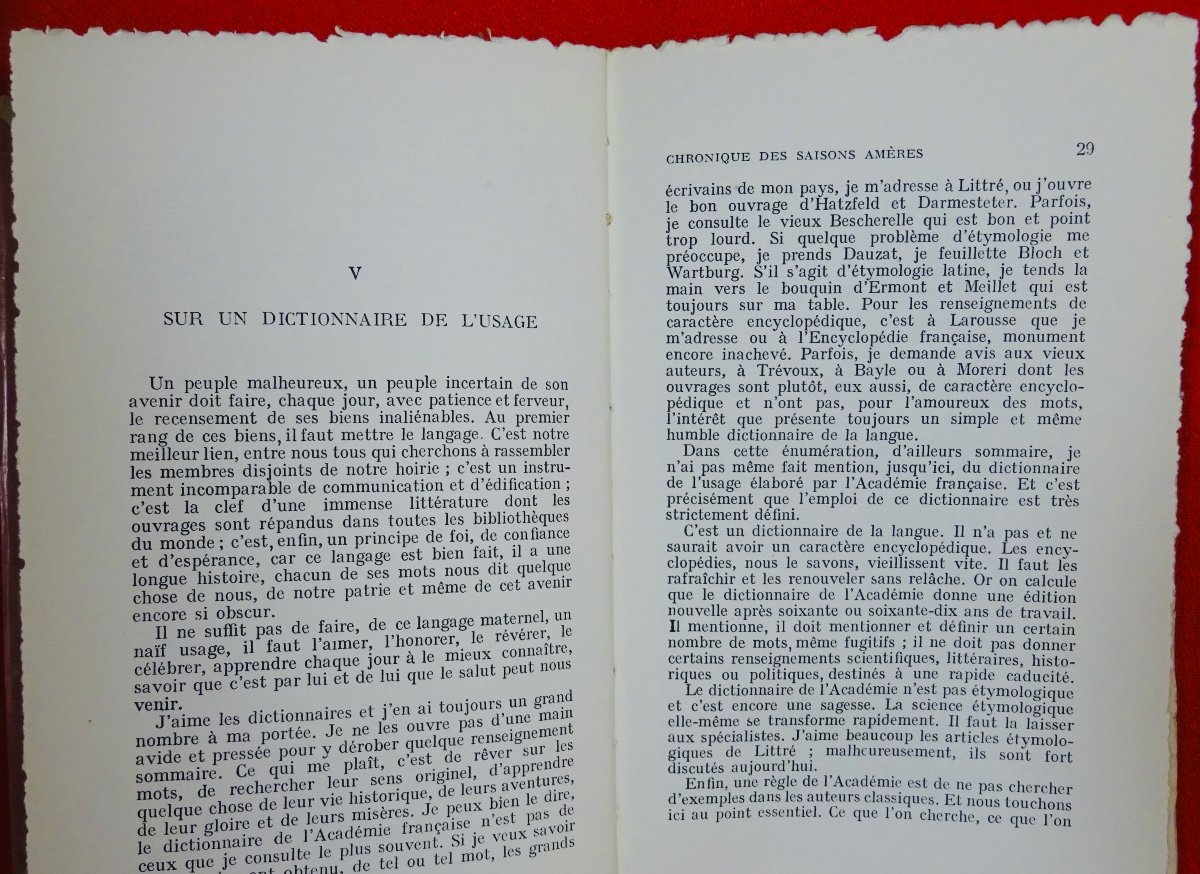 V
SUR UN DICTIONNAIRE DE L'USAGE
Un peuple malheureux, un peuple incertain de son
avenir doit faire, chaque jour, avec patience et ferveur,
le recensement de ses biens inaliénables. Au premier
rang de ces biens, il faut mettre le langage. C'est notre
meilleur lien, entre nous tous qui cherchons à rassembler
les membres disjoints de notre hoirie ; c'est un instru-
ment incomparable de communication et d'édification ;
c'est la clef d'une immense littérature dont les
ouvrages sont répandus dans toutes les bibliothèques
du monde ; c'est, enfin, un principe de foi, de confiance
et d'espérance, car ce langage est bien fait, il a une
longue histoire, chacun de ses mots nous dit quelque
chose de nous, de notre patrie et même de cet avenir
encore si obscur.
Il ne suffit pas de faire, de ce langage maternel, un
naïf usage, il faut l'aimer, l'honorer, le révérer, le
célébrer, apprendre chaque jour à le mieux connaître,
savoir que c'est par lui et de lui que le salut peut nous
venir.
J'aime les dictionnaires et j'en ai toujours un grand
nombre à ma portée. Je ne les ouvre pas d'une main
avide et pressée pour y dérober quelque renseignement
sommaire. Ce qui me plaît, c'est de rêver sur les
mots, de rechercher leur sens originel, d'apprendre
quelque chose de leur vie historique, de leurs aventures,
de leur gloire et de leurs misères. Je peux bien le dire,
le dictionnaire de l'Académie française n'est pas de
ceux que je consulte le plus souvent. Si je veux savoir
obtenu, de tel ou tel mot, les grands
CHRONIQUE DES SAISONS AMÈRES 29
écrivains de mon pays, je m'adresse à Littré, ou j'ouvre
le bon ouvrage d'Hatzfeld et Darmesteter. Parfois,
je consulte le vieux Bescherelle qui est bon et point
trop lourd. Si quelque problème d'étymologie me
préoccupe, je prends Dauzat, je feuillette Bloch et
Wartburg. S'il s'agit d'étymologie latine, je tends la
main vers le bouquin d'Ermont et Meillet qui est
toujours sur ma table. Pour les renseignements de
caractère encyclopédique, c'est à Larousse que je
m'adresse ou à l'Encyclopédie française, monument
encore inachevé. Parfois, je demande avis aux vieux
auteurs, à Trévoux, à Bayle ou à Moreri dont les
ouvrages sont plutôt, eux aussi, de caractère encyclo-
pédique et n'ont pas, pour l'amoureux des mots,
l'intérêt que présente toujours un simple et même
humble dictionnaire de la langue.
Dans cette énumération, d'ailleurs sommaire, je
n'ai pas même fait mention, jusqu'ici, du dictionnaire
de l'usage élaboré par l'Académie française. Et c'est
précisément que l'emploi de ce dictionnaire est très
strictement défini.
C'est un dictionnaire de la langue. Il n'a pas et ne
saurait avoir un caractère encyclopédique. Les ency-
clopédies, nous le savons, vieillissent vite. Il faut les
rafraîchir et les renouveler sans relâche. Or on calcule
que le dictionnaire de l'Académie donne une édition
nouvelle après soixante ou soixante-dix ans de travail.
Il mentionne, il doit mentionner et définir un certain
nombre de mots, même fugitifs ; il ne doit pas donner
certains renseignements scientifiques, littéraires, histo-
riques ou politiques, destinés à une rapide caducité.
Le dictionnaire de l'Académie n'est pas étymologique
et c'est encore une sagesse. La science étymologique
elle-même se transforme rapidement. Il faut la laisser
aux spécialistes. J'aime beaucoup les articles étymolo-
giques de Littré ; malheureusement, ils sont fort
discutés aujourd'hui.
Enfin, une règle de l'Académie est de ne pas chercher
d'exemples dans les auteurs classiques. Et nous touchons
ici au point essentiel. Ce que l'on cherche, ce que l'on